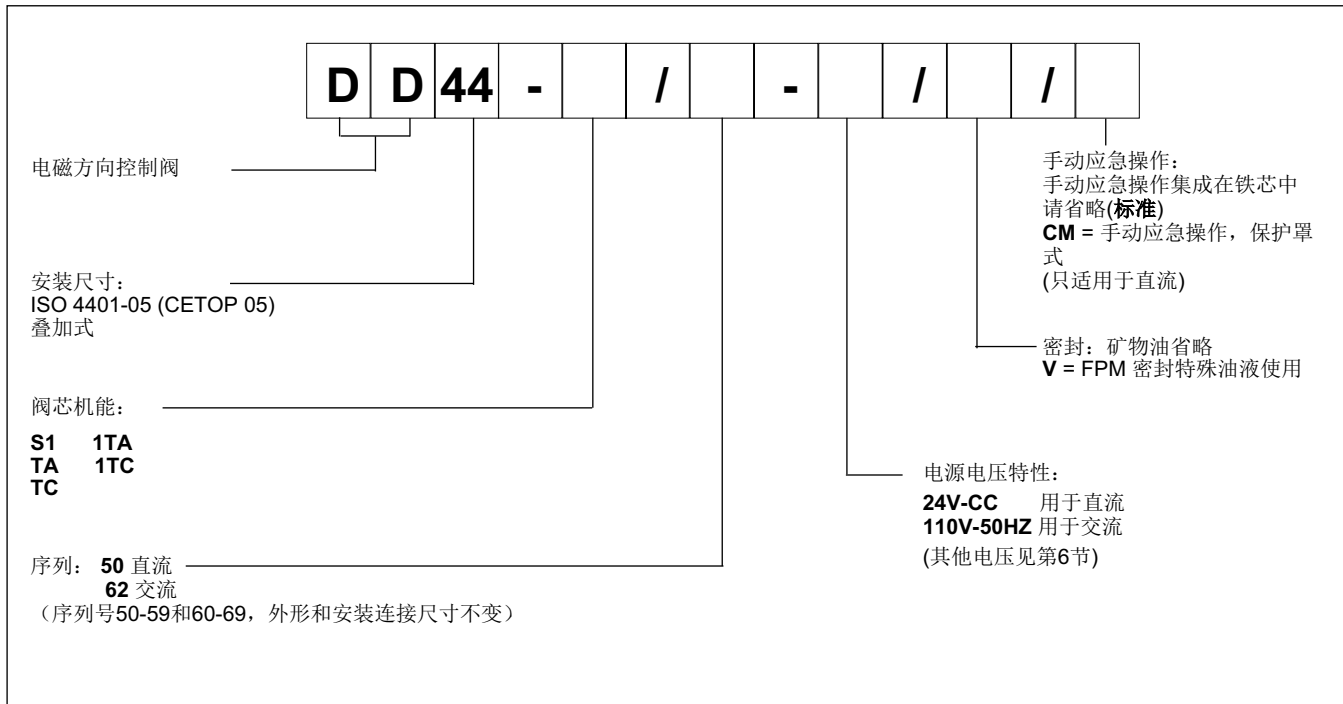 D D 44 - / - / /
电磁方向控制阀
安装尺寸：
ISO 4401-05 (CETOP 05)
叠加式
阀芯机能：
S1 1TA
TA 1TC
TC
序列： 50 直流
62 交流
（序列号50-59和60-69，外形和安装连接尺寸不变）
手动应急操作：
手动应急操作集成在铁芯中
请省略(标准)
CM = 手动应急操作，保护罩
式
(只适用于直流)
密封：矿物油省略
V = FPM 密封特殊油液使用
电源电压特性：
24V-CC 用于直流
110V-50HZ 用于交流
(其他电压见第6节)